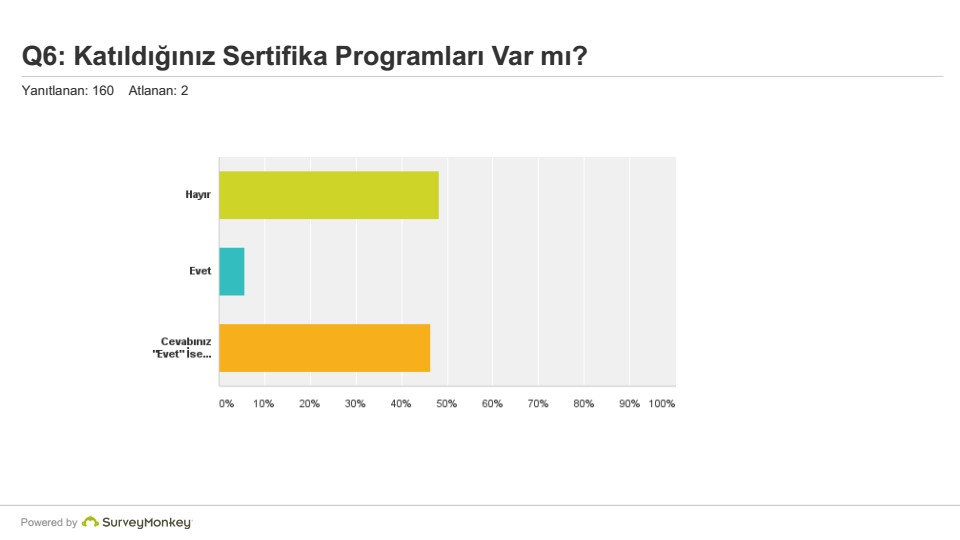 Q6: Katıldığınız Sertifika Programları Var mı?
Yanıtlanan: 160 Atlanan: 2
Hayır
Evet
Cevabınız
"Evet" İse...
0% 10% 20% 30% 40% 50% 60% 70% 80% 90% 100%
Powered by SurveyMonkey